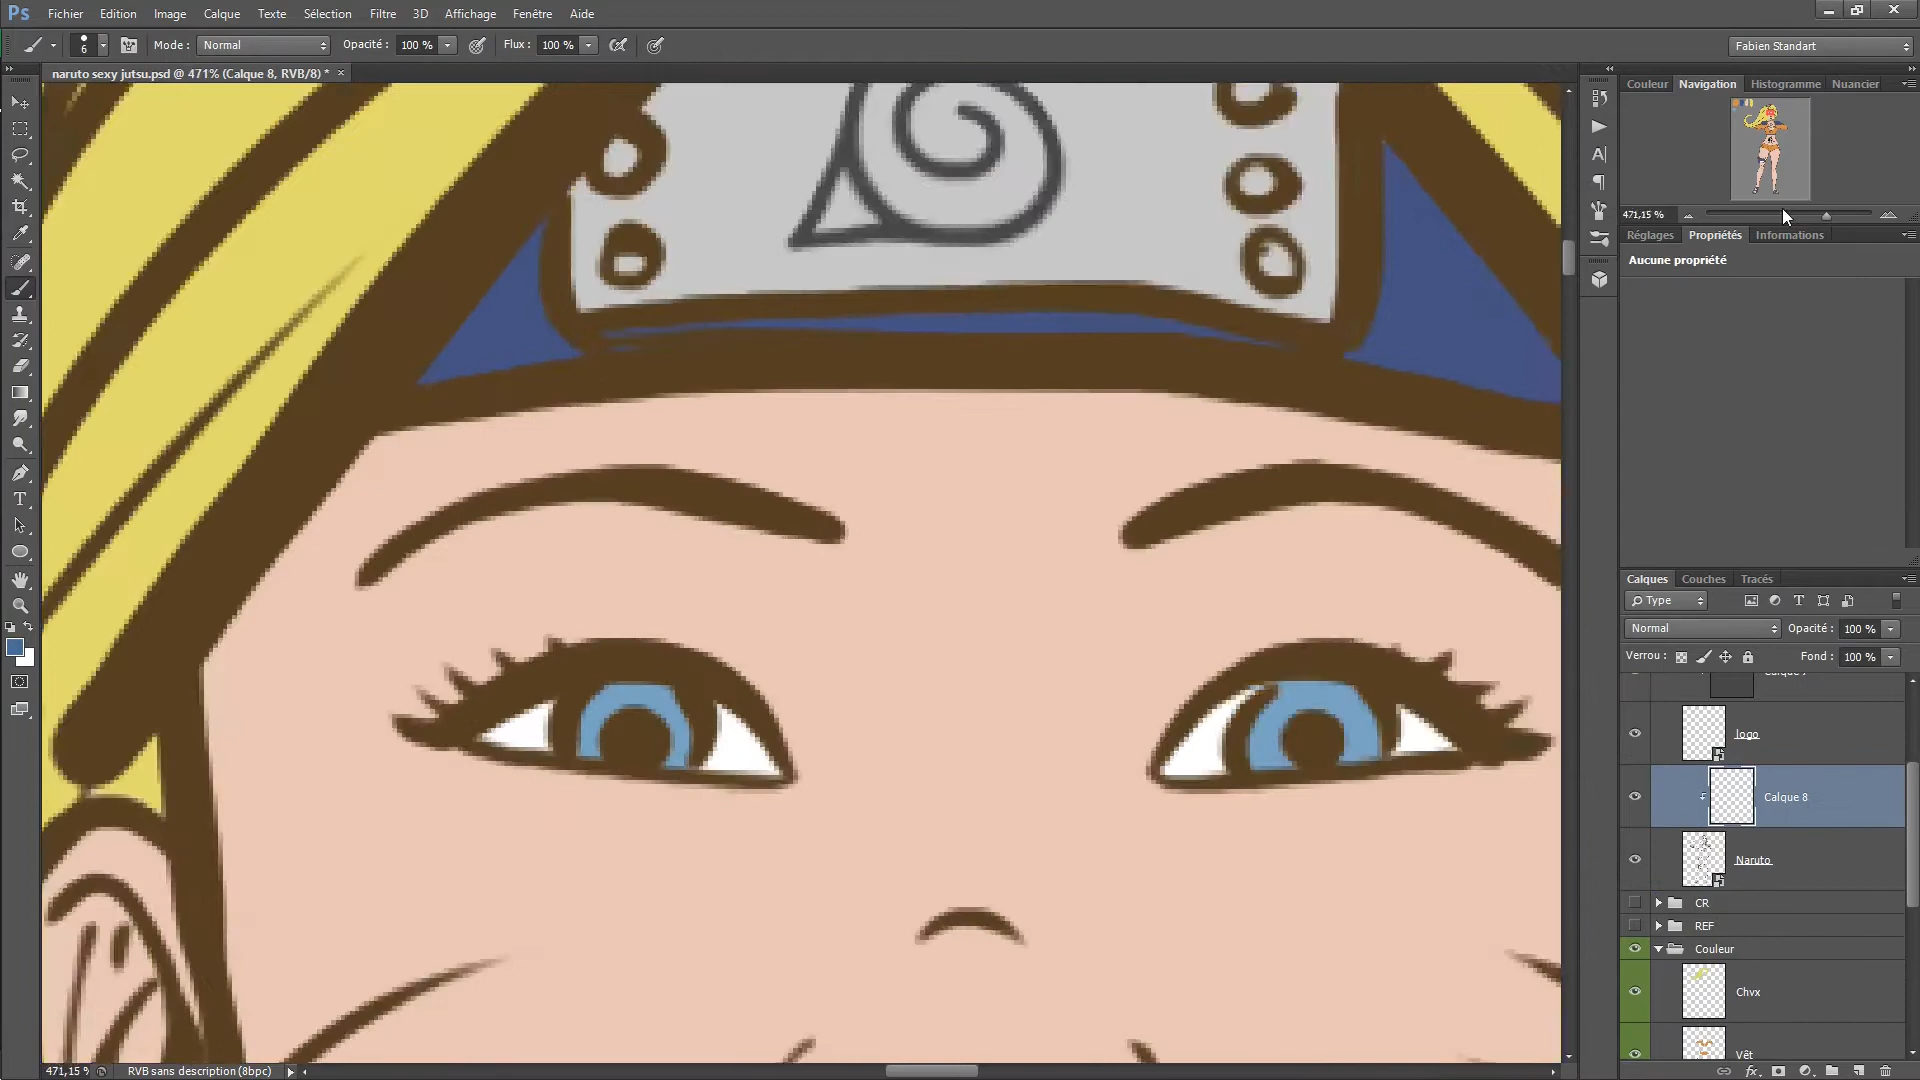 Ps Fichier Edition Image Calque Texte Sélection Filtre 3D Affichage Fenêtre Aide
6 Mode : Normal Opacité : 100 % Flux : 100 % Fabien Standart
naruto sexy jutsu.psd @ 471% (Calque 8, RVB/8) * ×
Couleur Navigation Histogramme Nuancier
471,15 %
Réglages Propriétés Informations
Aucune propriété
Calques Couches Tracés
Type
Normal Opacité : 100 %
Verrou : Fond : 100 %
logo
Calque 8
Naruto
CR
REF
Couleur
Chvx
Vêt
471,15 % RVB sans description (8bpc)